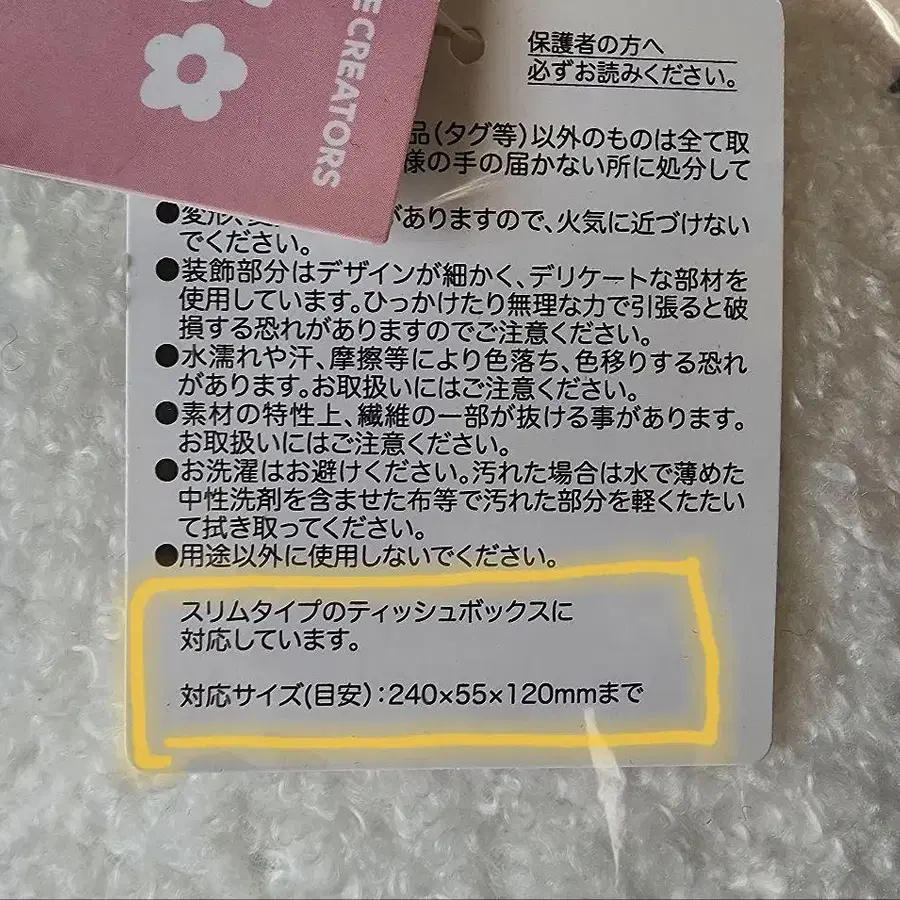 E CREATORS
保護者の方へ
必ずお読みください。
品(タグ等)以外のものは全て取
様の手の届かない所に処分して
●変形、
がありますので、火気に近づけない
でください。
●装飾部分はデザインが細かく、デリケートな部材を
使用しています。ひっかけたり無理な力で引張ると破
損する恐れがありますのでご注意ください。
●水濡れや汗、摩擦等により色落ち、色移りする恐れ
があります。お取扱いにはご注意ください。
●素材の特性上、繊維の一部が抜ける事があります。
お取扱いにはご注意ください。
●お洗濯はお避けください。汚れた場合は水で薄めた
中性洗剤を含ませた布等で汚れた部分を軽くたたい
て拭き取ってください。
●用途以外に使用しないでください。
スリムタイプのティッシュボックスに
対応しています。
対応サイズ(目安):240×55×120mmまで